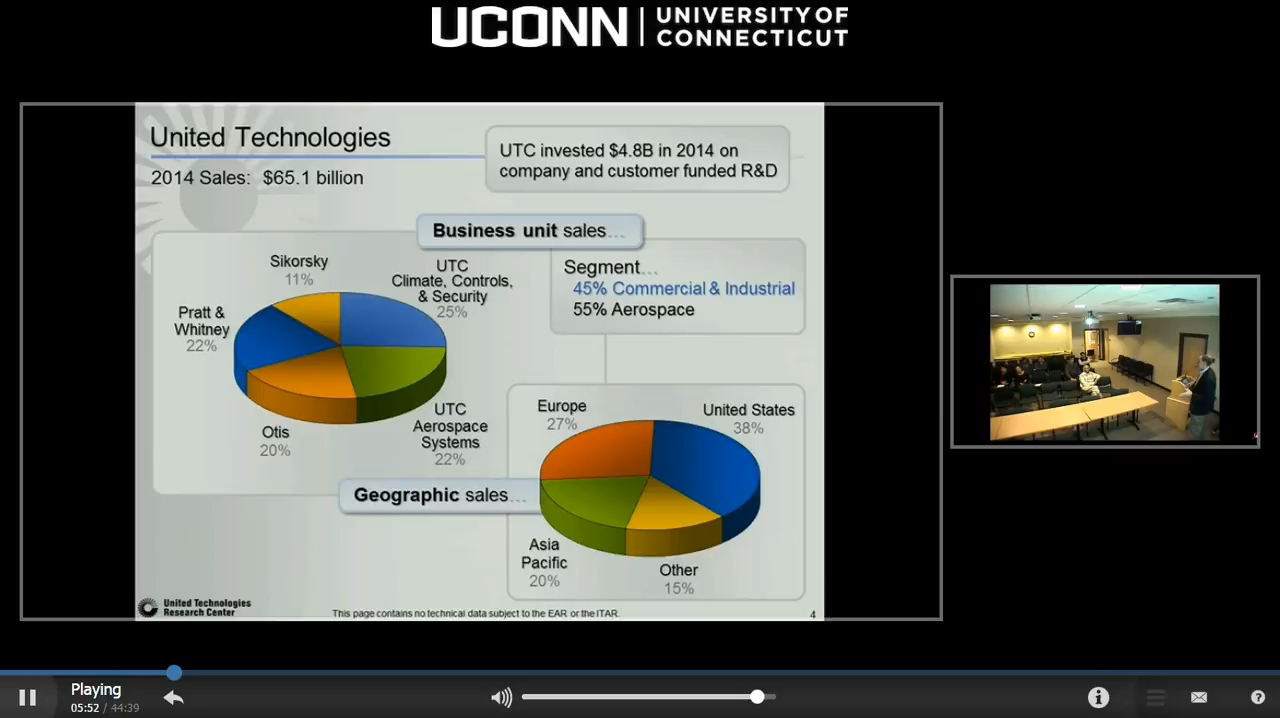 UCONN
UNIVERSITY OF
CONNECTICUT
United Technologies
2014 Sales: $65.1 billion
UTC invested $4.8B in 2014 on
company and customer funded R&D
Business unit sales...
Sikorsky
11%
UTC
Climate, Controls,
& Security
25%
Pratt &
Whitney
22%
Otis
20%
UTC
Aerospace
Systems
22%
Segment...
45% Commercial & Industrial
55% Aerospace
Geographic sales...
Europe
27%
United States
38%
Asia
Pacific
20%
Other
15%
United Technologies
Research Center
This page contains no technical data subject to the EAR or the ITAR.
4
Playing
05:52 / 44:39